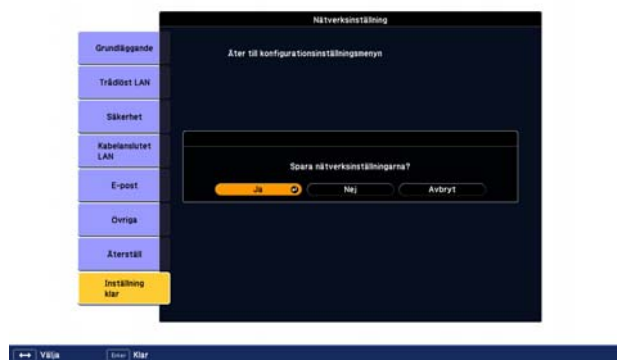 Nätverksinställning
Grundläggande
Åter till konfigurationsinställningsmenyn
Trådlöst LAN
Säkerhet
Kabelanslutet
LAN
Spara nätverksinställningarna?
E-post
Ja
Nej
Avbryt
Övriga
Återställ
Inställning
klar
Välja
Enter Klar